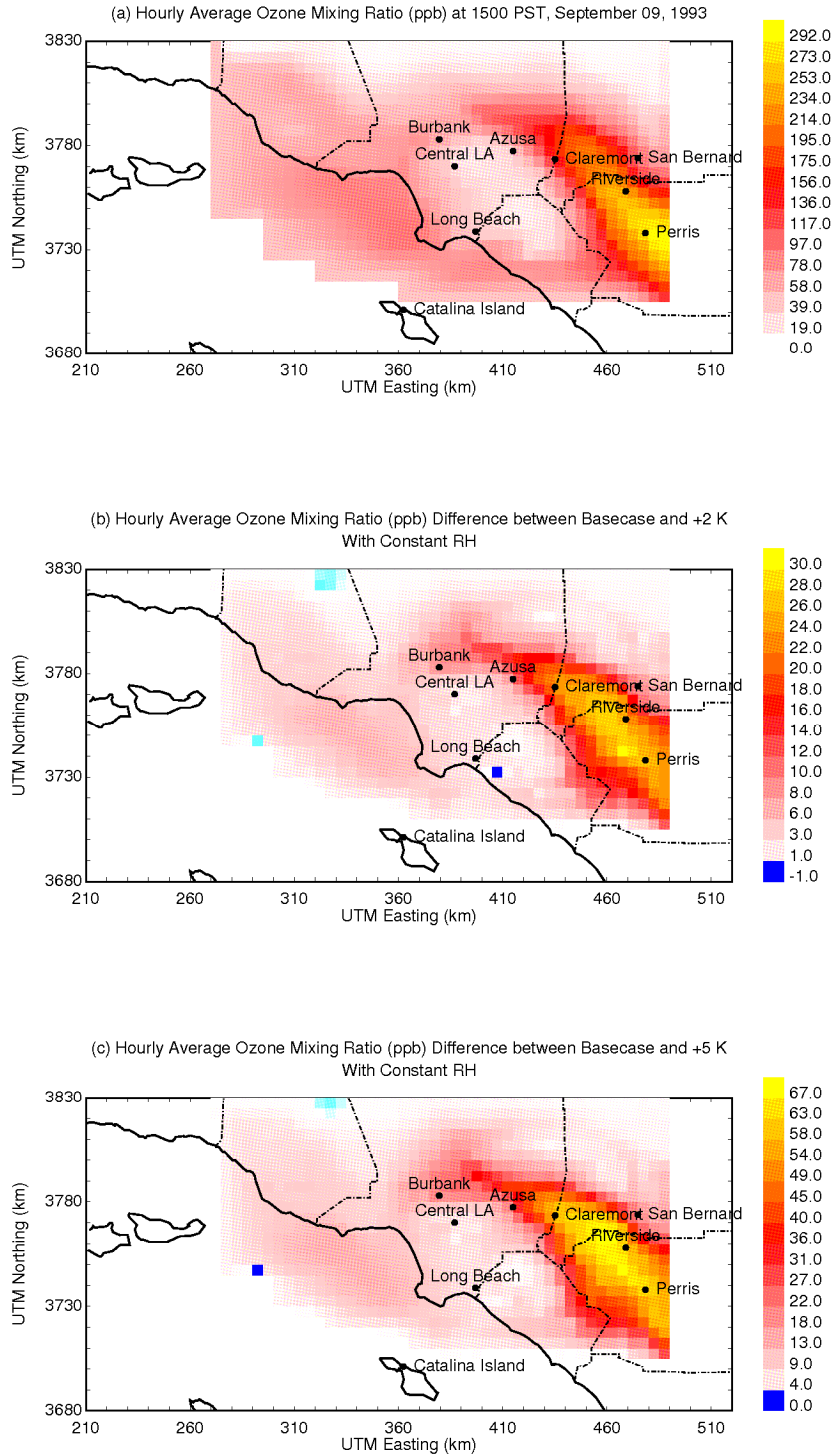 (a) Hourly Average Ozone Mixing Ratio (ppb) at 1500 PST, September 09, 1993
3830
3780
3730
3680
UTM Northing (km)
210 260 310 360 410 460 510
UTM Easting (km)
Burbank
Azusa
Central LA
Claremont
San Bernard
Riverside
Long Beach
Perris
Catalina Island
292.0
273.0
253.0
234.0
214.0
195.0
175.0
156.0
136.0
117.0
97.0
78.0
58.0
39.0
19.0
0.0
(b) Hourly Average Ozone Mixing Ratio (ppb) Difference between Basecase and +2 K
With Constant RH
3830
3780
3730
3680
UTM Northing (km)
210 260 310 360 410 460 510
UTM Easting (km)
Burbank
Azusa
Central LA
Claremont
San Bernard
Riverside
Long Beach
Perris
Catalina Island
30.0
28.0
26.0
24.0
22.0
20.0
18.0
16.0
14.0
12.0
10.0
8.0
6.0
3.0
1.0
-1.0
(c) Hourly Average Ozone Mixing Ratio (ppb) Difference between Basecase and +5 K
With Constant RH
3830
3780
3730
3680
UTM Northing (km)
210 260 310 360 410 460 510
UTM Easting (km)
Burbank
Azusa
Central LA
Claremont
San Bernard
Riverside
Long Beach
Perris
Catalina Island
67.0
63.0
58.0
54.0
49.0
45.0
40.0
36.0
31.0
27.0
22.0
18.0
13.0
9.0
4.0
0.0